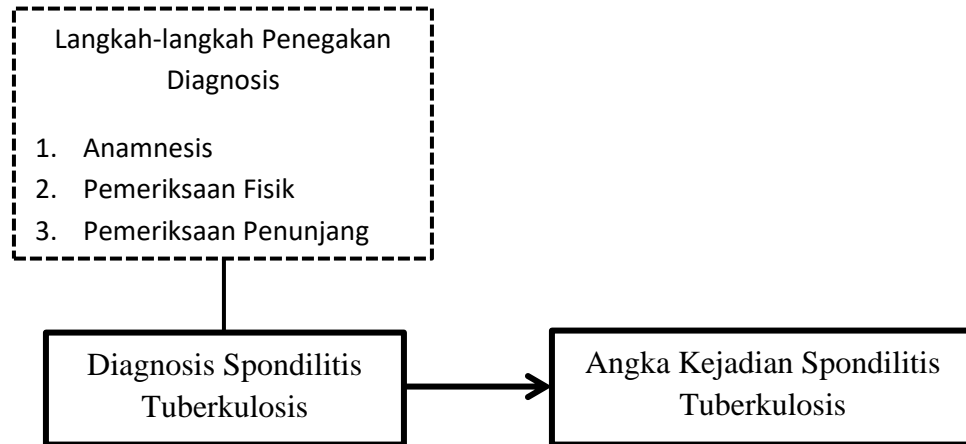 Langkah-langkah Penegakan
Diagnosis
1. Anamnesis
2. Pemeriksaan Fisik
3. Pemeriksaan Penunjang
Diagnosis Spondilitis
Tuberkulosis
Angka Kejadian Spondilitis
Tuberkulosis